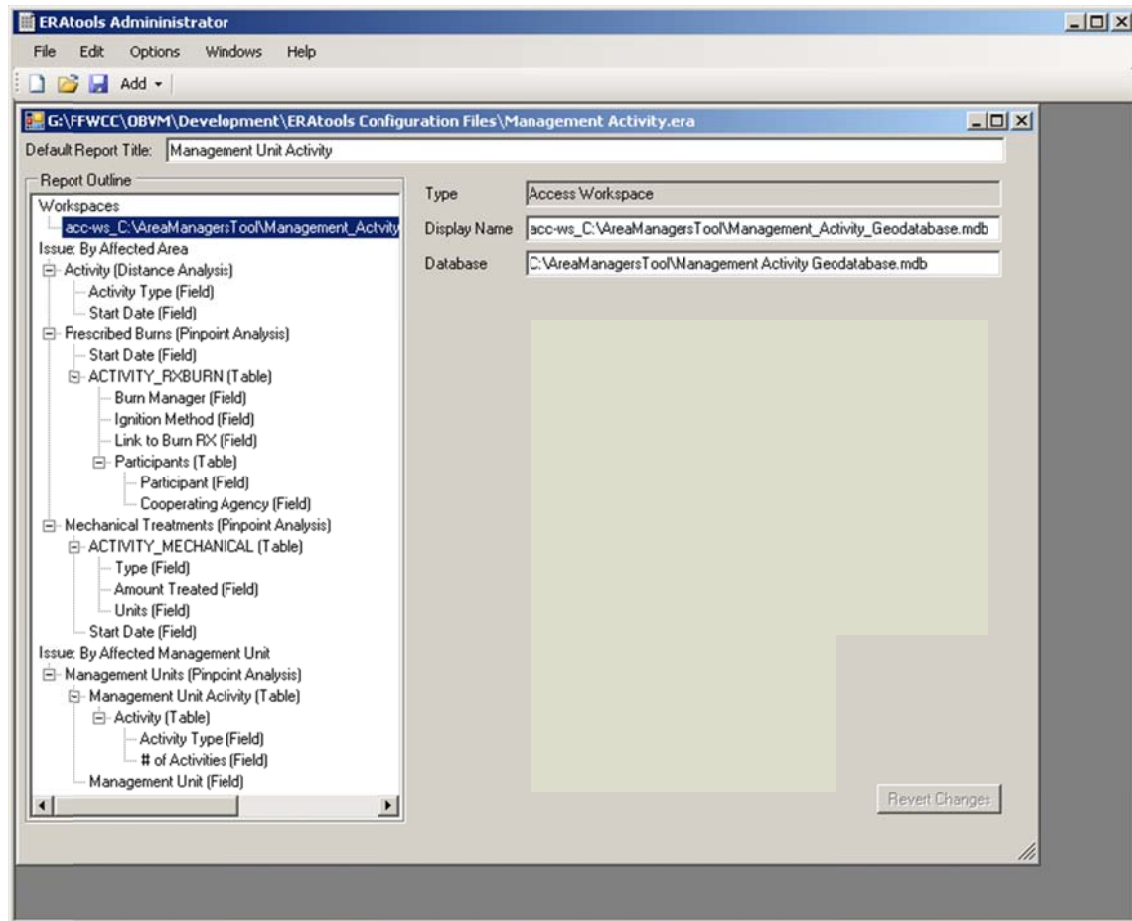 ERAtools Admininistrator
File Edit Options Windows Help
Add
G:\FFWCC\OBVM\Development\ERAtools Configuration Files\Management Activity.era
Default Report Title: Management Unit Activity
Report Outline
Workspaces
acc-ws_C:\AreaManagersTool\Management_Actvity
Issue: By Affected Area
Activity (Distance Analysis)
Activity Type (Field)
Start Date (Field)
Prescribed Burns (Pinpoint Analysis)
Start Date (Field)
ACTIVITY_RXBURN (Table)
Burn Manager (Field)
Ignition Method (Field)
Link to Burn RX (Field)
Participants (Table)
Participant (Field)
Cooperating Agency (Field)
Mechanical Treatments (Pinpoint Analysis)
ACTIVITY_MECHANICAL (Table)
Type (Field)
Amount Treated (Field)
Units (Field)
Start Date (Field)
Issue: By Affected Management Unit
Management Units (Pinpoint Analysis)
Management Unit Activity (Table)
Activity (Table)
Activity Type (Field)
# of Activities (Field)
Management Unit (Field)
Type Access Workspace
Display Name acc-ws_C:\AreaManagersTool\Management_Activity_Geodatabase.mdb
Database C:\AreaManagersTool\Management Activity Geodatabase.mdb
Revert Changes